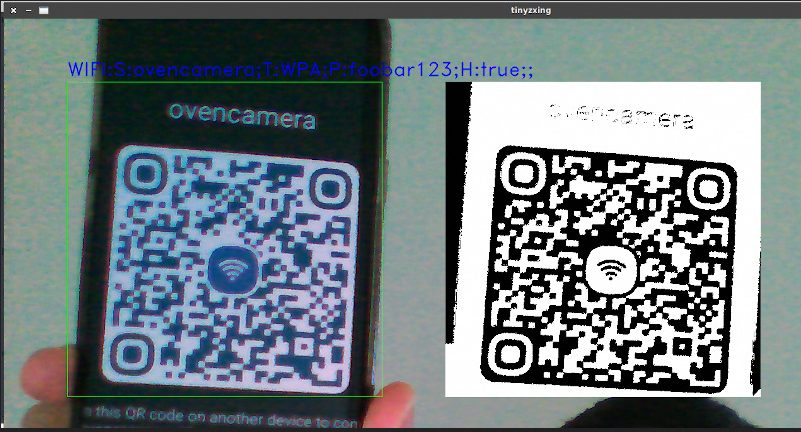 tinyzxing
WIFI:S:ovencamera;T:WPA;P:foobar123;H:true;;
ovencamera
ovencamera
this QR code on another device to con